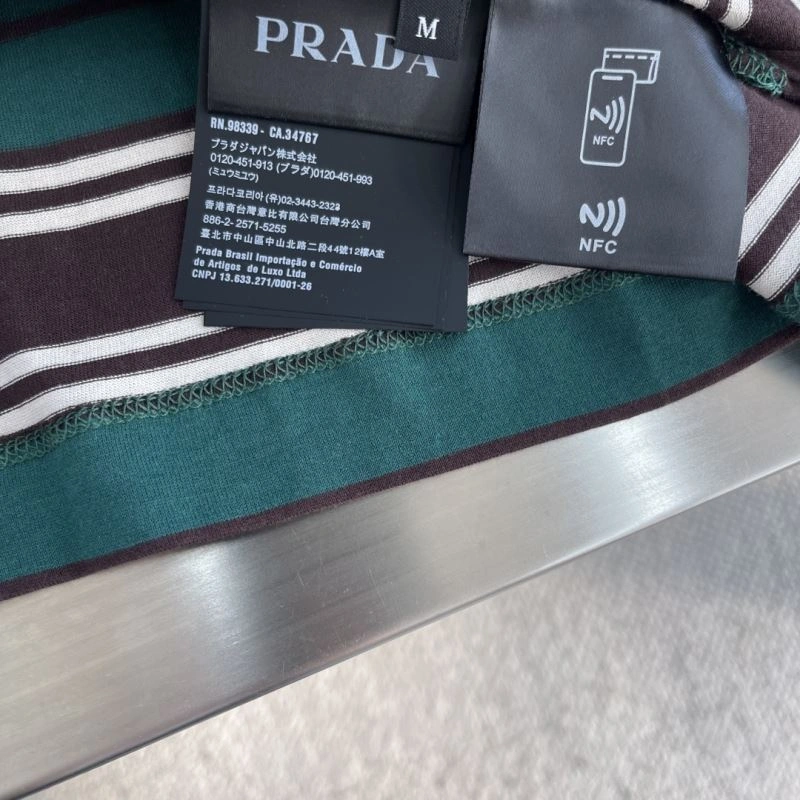 PRADA
M
RN.98339 - CA.34767
プラダジャパン株式会社
0120-451-913 (プラダ)0120-451-993
(ミュウミユウ)
프라다코리아 (유)02-3443-2329
香港商台灣意比有限公司台灣分公司
886-2- 2571-5255
臺北市中山區中山北路二段44號12樓A室
Prada Brasil Importação e Comércio
de Artigos do Luxo Ltda
CNPJ 13.633.271/0001-26
NFC
NFC